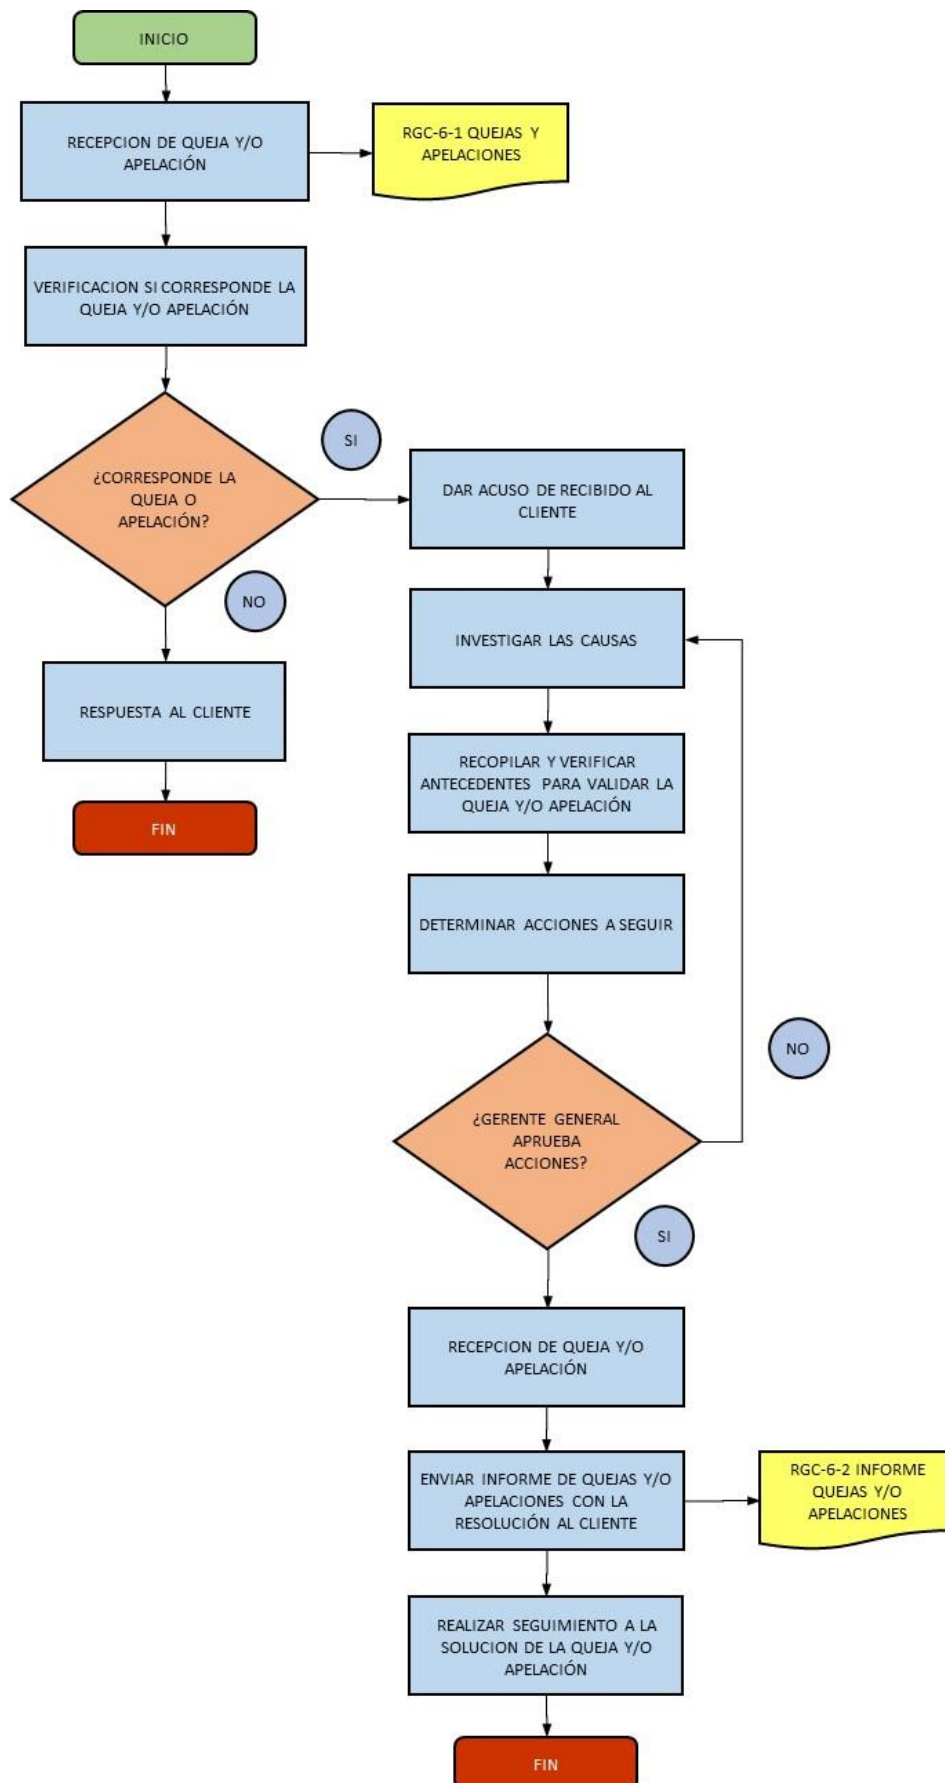 INICIO
RECEPCION DE QUEJA Y/O
APELACIÓN
RGC-6-1 QUEJAS Y
APELACIONES
VERIFICACION SI CORRESPONDE LA
QUEJA Y/O APELACIÓN
¿CORRESPONDE LA
QUEJA O
APELACIÓN?
SI
DAR ACUSO DE RECIBIDO AL
CLIENTE
NO
INVESTIGAR LAS CAUSAS
RESPUESTA AL CLIENTE
FIN
RECOPILAR Y VERIFICAR
ANTECEDENTES PARA VALIDAR LA
QUEJA Y/O APELACIÓN
DETERMINAR ACCIONES A SEGUIR
NO
¿GERENTE GENERAL
APRUEBA
ACCIONES?
SI
RECEPCION DE QUEJA Y/O
APELACIÓN
ENVIAR INFORME DE QUEJAS Y/O
APELACIONES CON LA
RESOLUCIÓN AL CLIENTE
RGC-6-2 INFORME
QUEJAS Y/O
APELACIONES
REALIZAR SEGUIMIENTO A LA
SOLUCION DE LA QUEJA Y/O
APELACIÓN
FIN